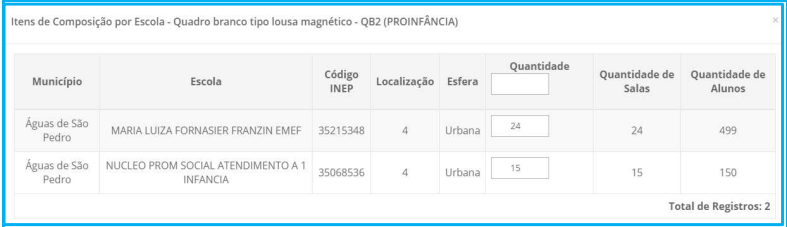 Itens de Composição por Escola - Quadro branco tipo lousa magnético - QB2 (PROINFÂNCIA) ×
Município Escola Código INEP Localização Esfera Quantidade Quantidade de Salas Quantidade de Alunos
Águas de São Pedro MARIA LUIZA FORNASIER FRANZIN EMEF 35215348 4 Urbana 24 24 499
Águas de São Pedro NUCLEO PROM SOCIAL ATENDIMENTO A 1 INFANCIA 35068536 4 Urbana 15 15 150
Total de Registros: 2